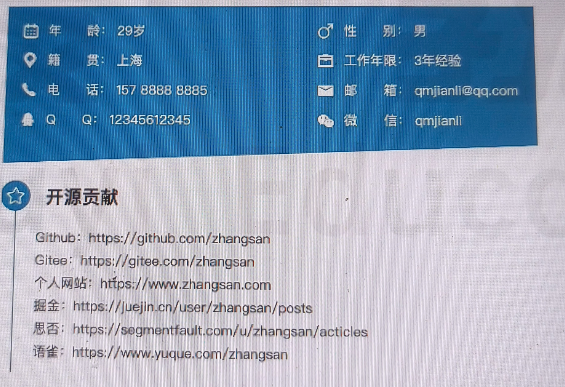 年 龄： 29岁 性 别： 男
籍 贯： 上海 工作年限： 3年经验
电 话： 157 8888 8885 邮 箱： qmjianli@qq.com
Q Q： 12345612345 微 信： qmjianli
开源贡献
Github：https://github.com/zhangsan
Gitee：https://gitee.com/zhangsan
个人网站：https://www.zhangsan.com
掘金：https://juejin.cn/user/zhangsan/posts
思否：https://segmentfault.com/u/zhangsan/acticles
语雀：https://www.yuque.com/zhangsan